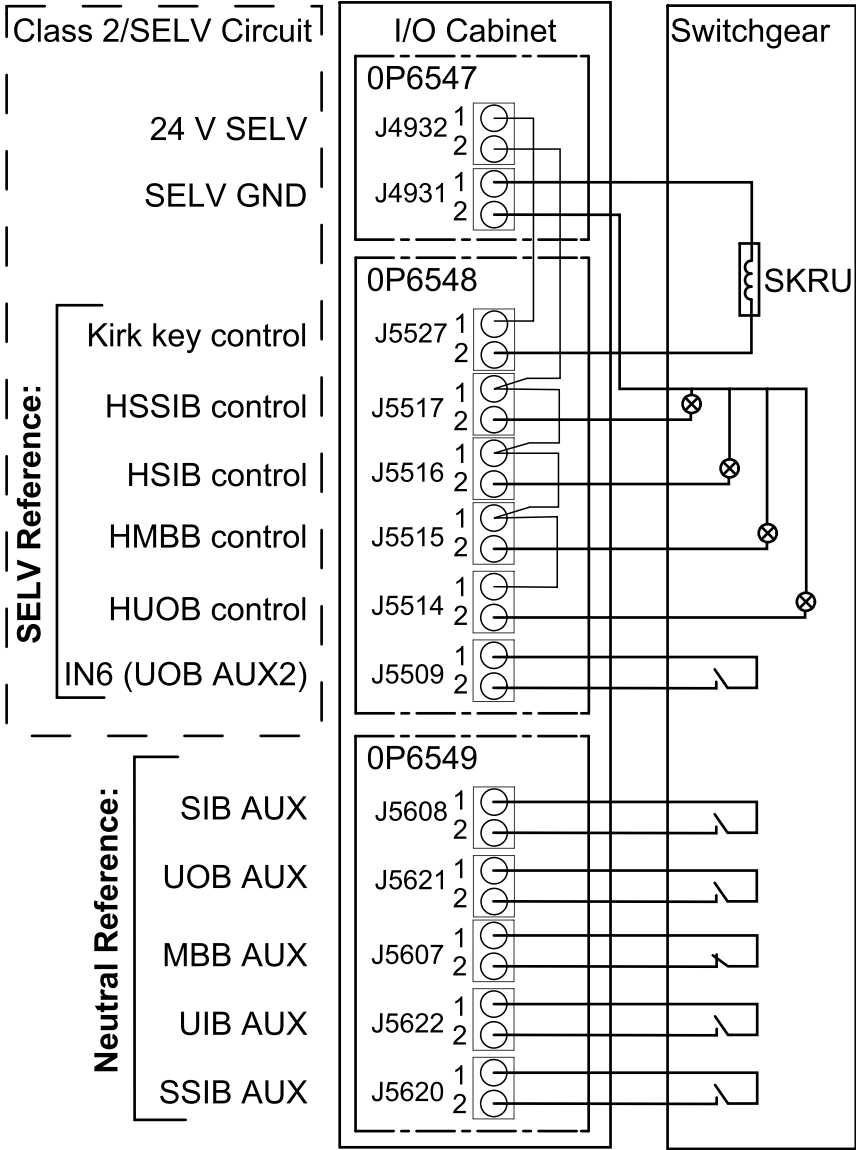 Class 2/SELV Circuit
I/O Cabinet
Switchgear
0P6547
24 V SELV
J4932
1
2
SELV GND
J4931
1
2
0P6548
SKRU
SELV Reference:
Kirk key control
J5527
1
2
HSSIB control
J5517
1
2
HSIB control
J5516
1
2
HMBB control
J5515
1
2
HUOB control
J5514
1
2
IN6 (UOB AUX2)
J5509
1
2
0P6549
Neutral Reference:
SIB AUX
J5608
1
2
UOB AUX
J5621
1
2
MBB AUX
J5607
1
2
UIB AUX
J5622
1
2
SSIB AUX
J5620
1
2